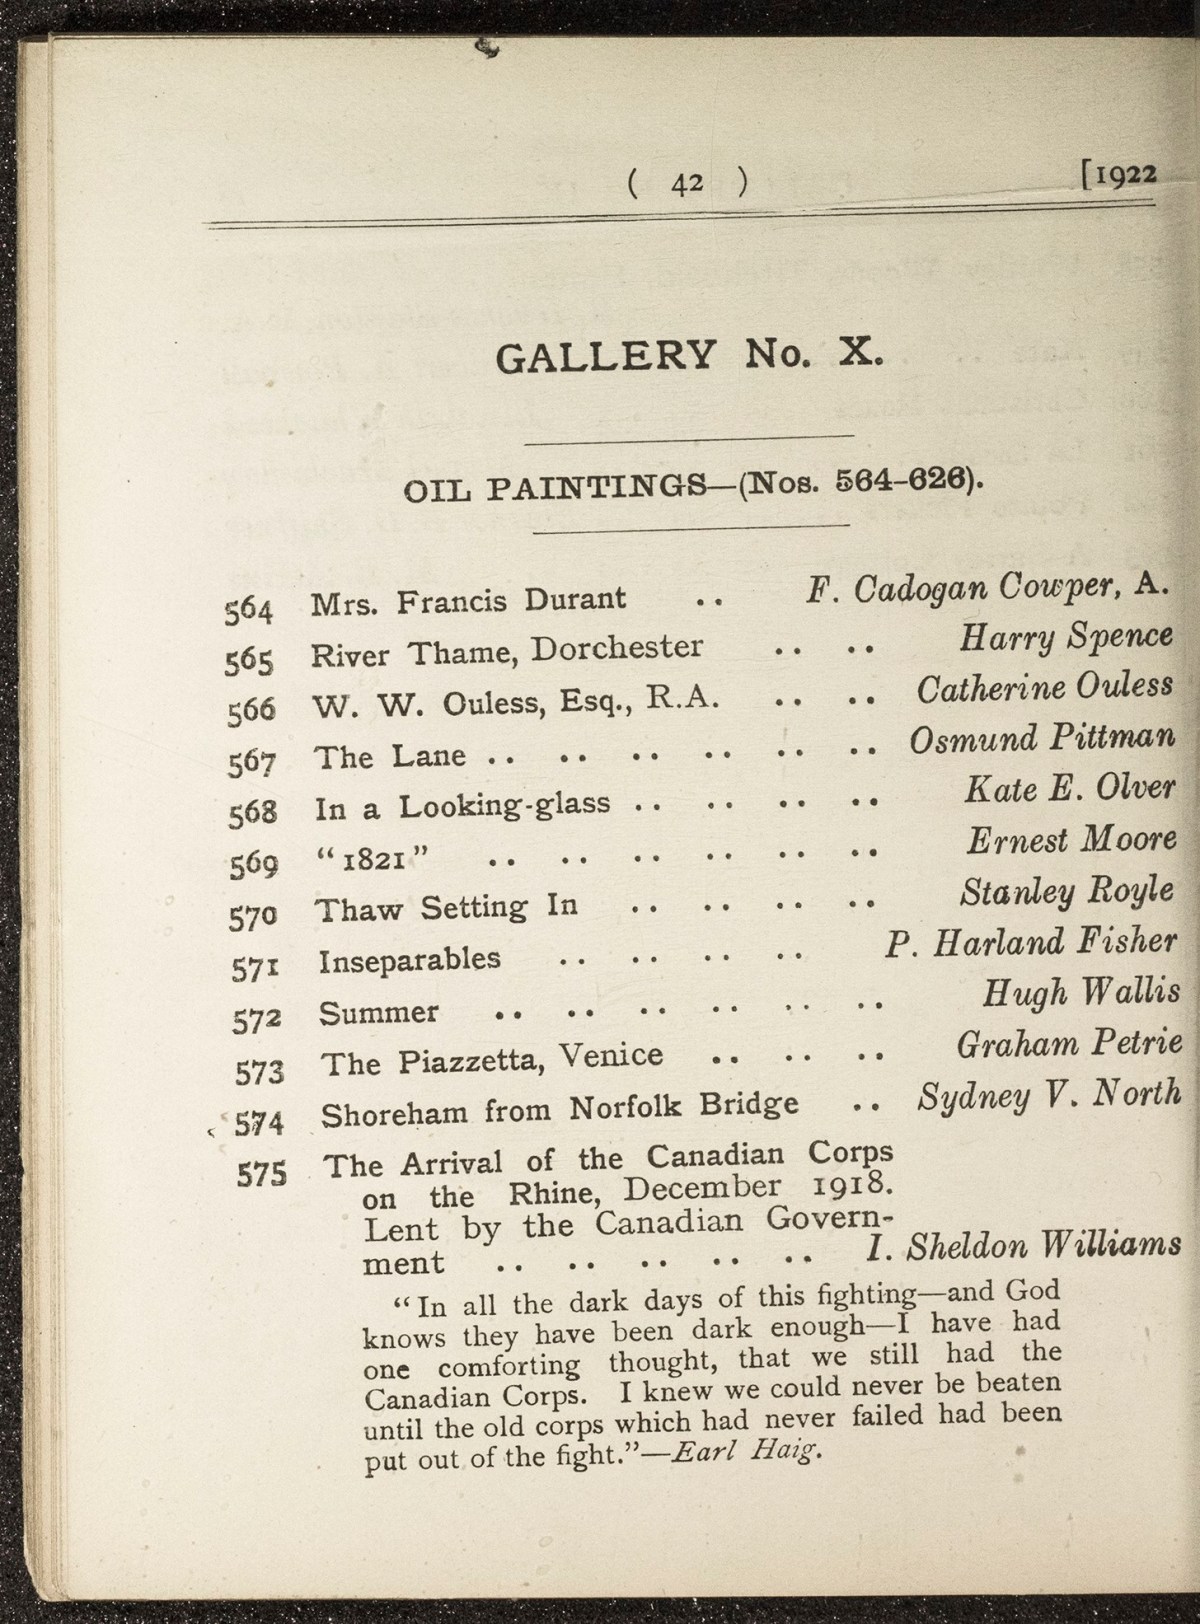 ( 42 ) [1922
GALLERY No. X.
OIL PAINTINGS—(Nos. 564-626).
564 Mrs. Francis Durant .. F. Cadogan Cowper, A.
565 River Thame, Dorchester .. .. Harry Spence
566 W. W. Ouless, Esq., R.A. .. .. Catherine Ouless
567 The Lane .. .. .. .. .. .. Osmund Pittman
568 In a Looking-glass .. .. .. .. Kate E. Olver
569 “1821” .. .. .. .. .. .. Ernest Moore
570 Thaw Setting In .. .. .. .. Stanley Royle
571 Inseparables .. .. .. .. P. Harland Fisher
572 Summer .. .. .. .. .. .. Hugh Wallis
573 The Piazzetta, Venice .. .. .. Graham Petrie
574 Shoreham from Norfolk Bridge .. Sydney V. North
575 The Arrival of the Canadian Corps
on the Rhine, December 1918.
Lent by the Canadian Govern-
ment .. .. .. .. .. I. Sheldon Williams
“In all the dark days of this fighting—and God
knows they have been dark enough—I have had
one comforting thought, that we still had the
Canadian Corps. I knew we could never be beaten
until the old corps which had never failed had been
put out of the fight.”—Earl Haig.